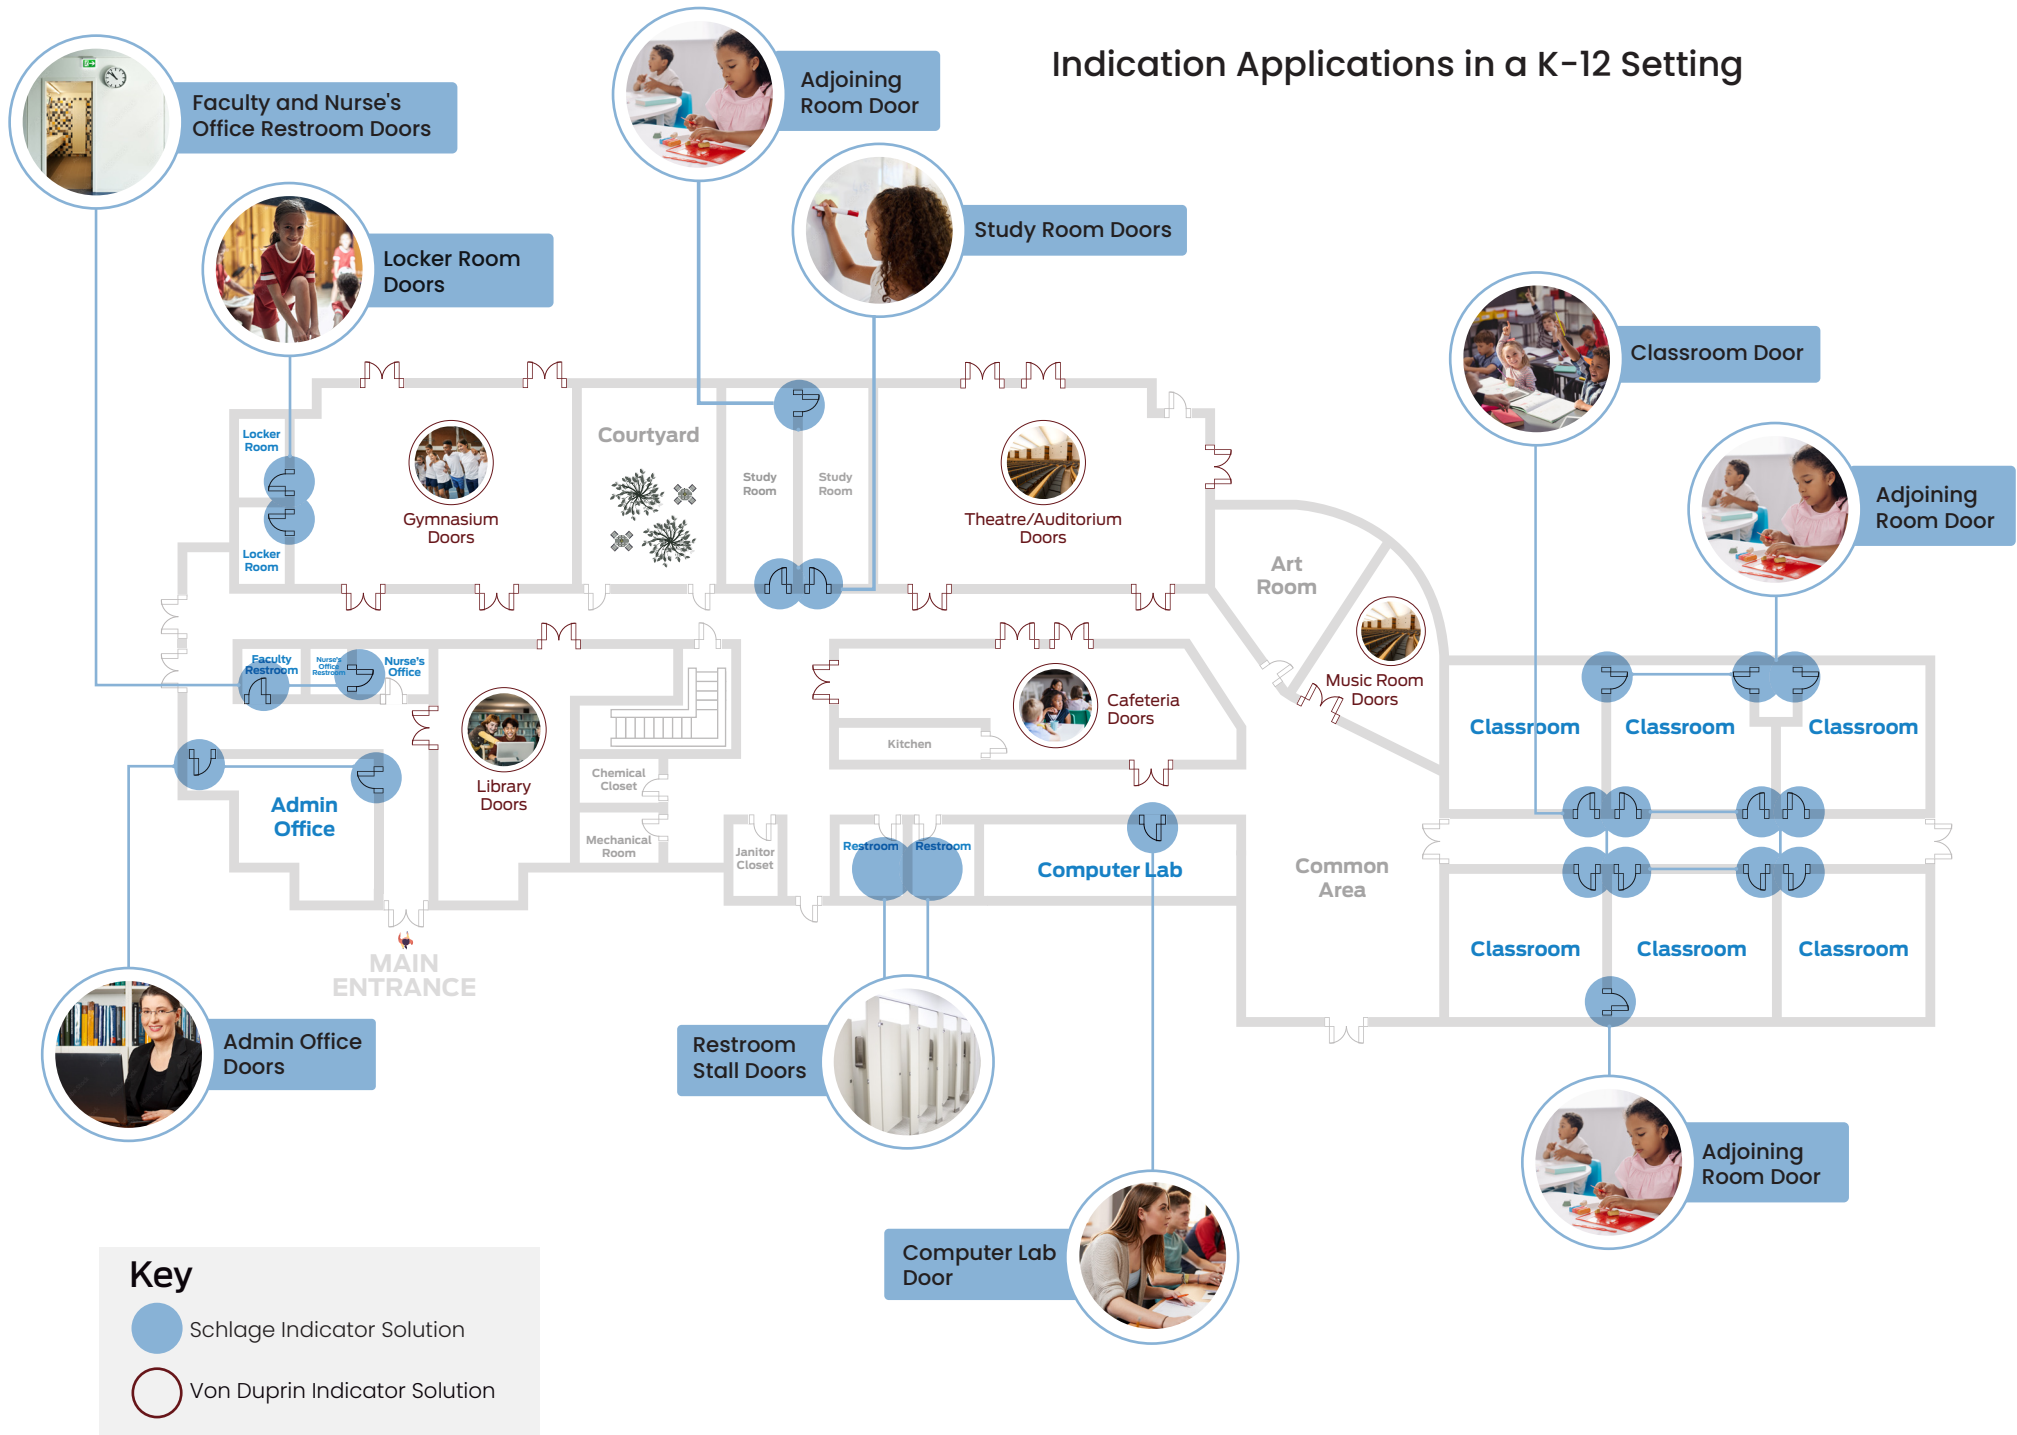 Indication Applications in a K-12 Setting
Faculty and Nurse's
Office Restroom Doors
Adjoining
Room Door
Locker Room
Doors
Study Room Doors
Classroom Door
Adjoining
Room Door
Locker
Room
Locker
Room
Gymnasium
Doors
Courtyard
Study
Room
Study
Room
Theatre/Auditorium
Doors
Art
Room
Music Room
Doors
Faculty
Restroom
Nurse's
Office
Restroom
Nurse's
Office
Library
Doors
Chemical
Closet
Mechanical
Room
Admin
Office
Cafeteria
Doors
Kitchen
Janitor
Closet
Restroom
Restroom
Computer Lab
Common
Area
Classroom
Classroom
Classroom
Classroom
Classroom
Classroom
MAIN
ENTRANCE
Admin Office
Doors
Restroom
Stall Doors
Computer Lab
Door
Adjoining
Room Door
Key
Schlage Indicator Solution
Von Duprin Indicator Solution